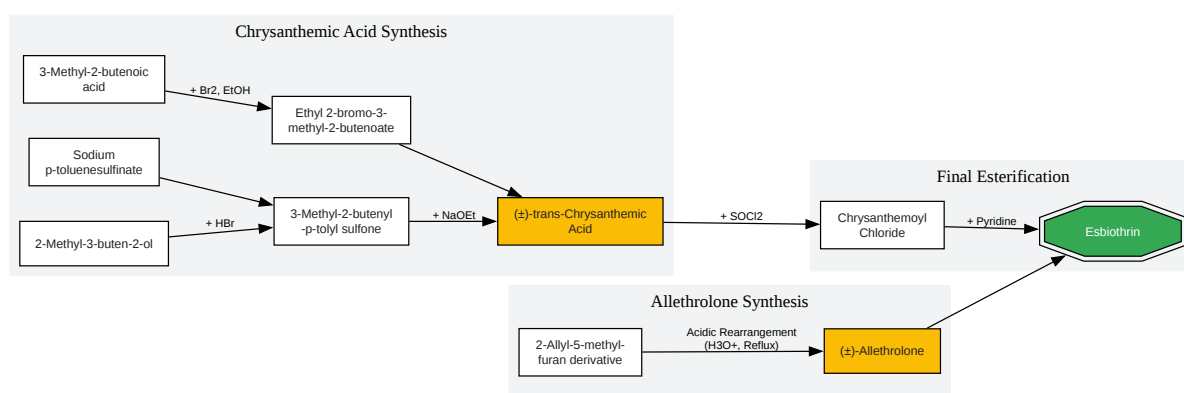 Chrysanthemic Acid Synthesis
3-Methyl-2-butenoic
acid
+ Br2, EtOH
Ethyl 2-bromo-3-
methyl-2-butenoate
Sodium
p-toluenesulfinate
2-Methyl-3-buten-2-ol
+ HBr
3-Methyl-2-butenyl
-p-tolyl sulfone
+ NaOEt
(±)-trans-Chrysanthemic
Acid
+ SOCl2
Final Esterification
Chrysanthemoyl
Chloride
+ Pyridine
Esbiothrin
Allethrolone Synthesis
2-Allyl-5-methyl-
furan derivative
Acidic Rearrangement
(H3O+, Reflux)
(±)-Allethrolone